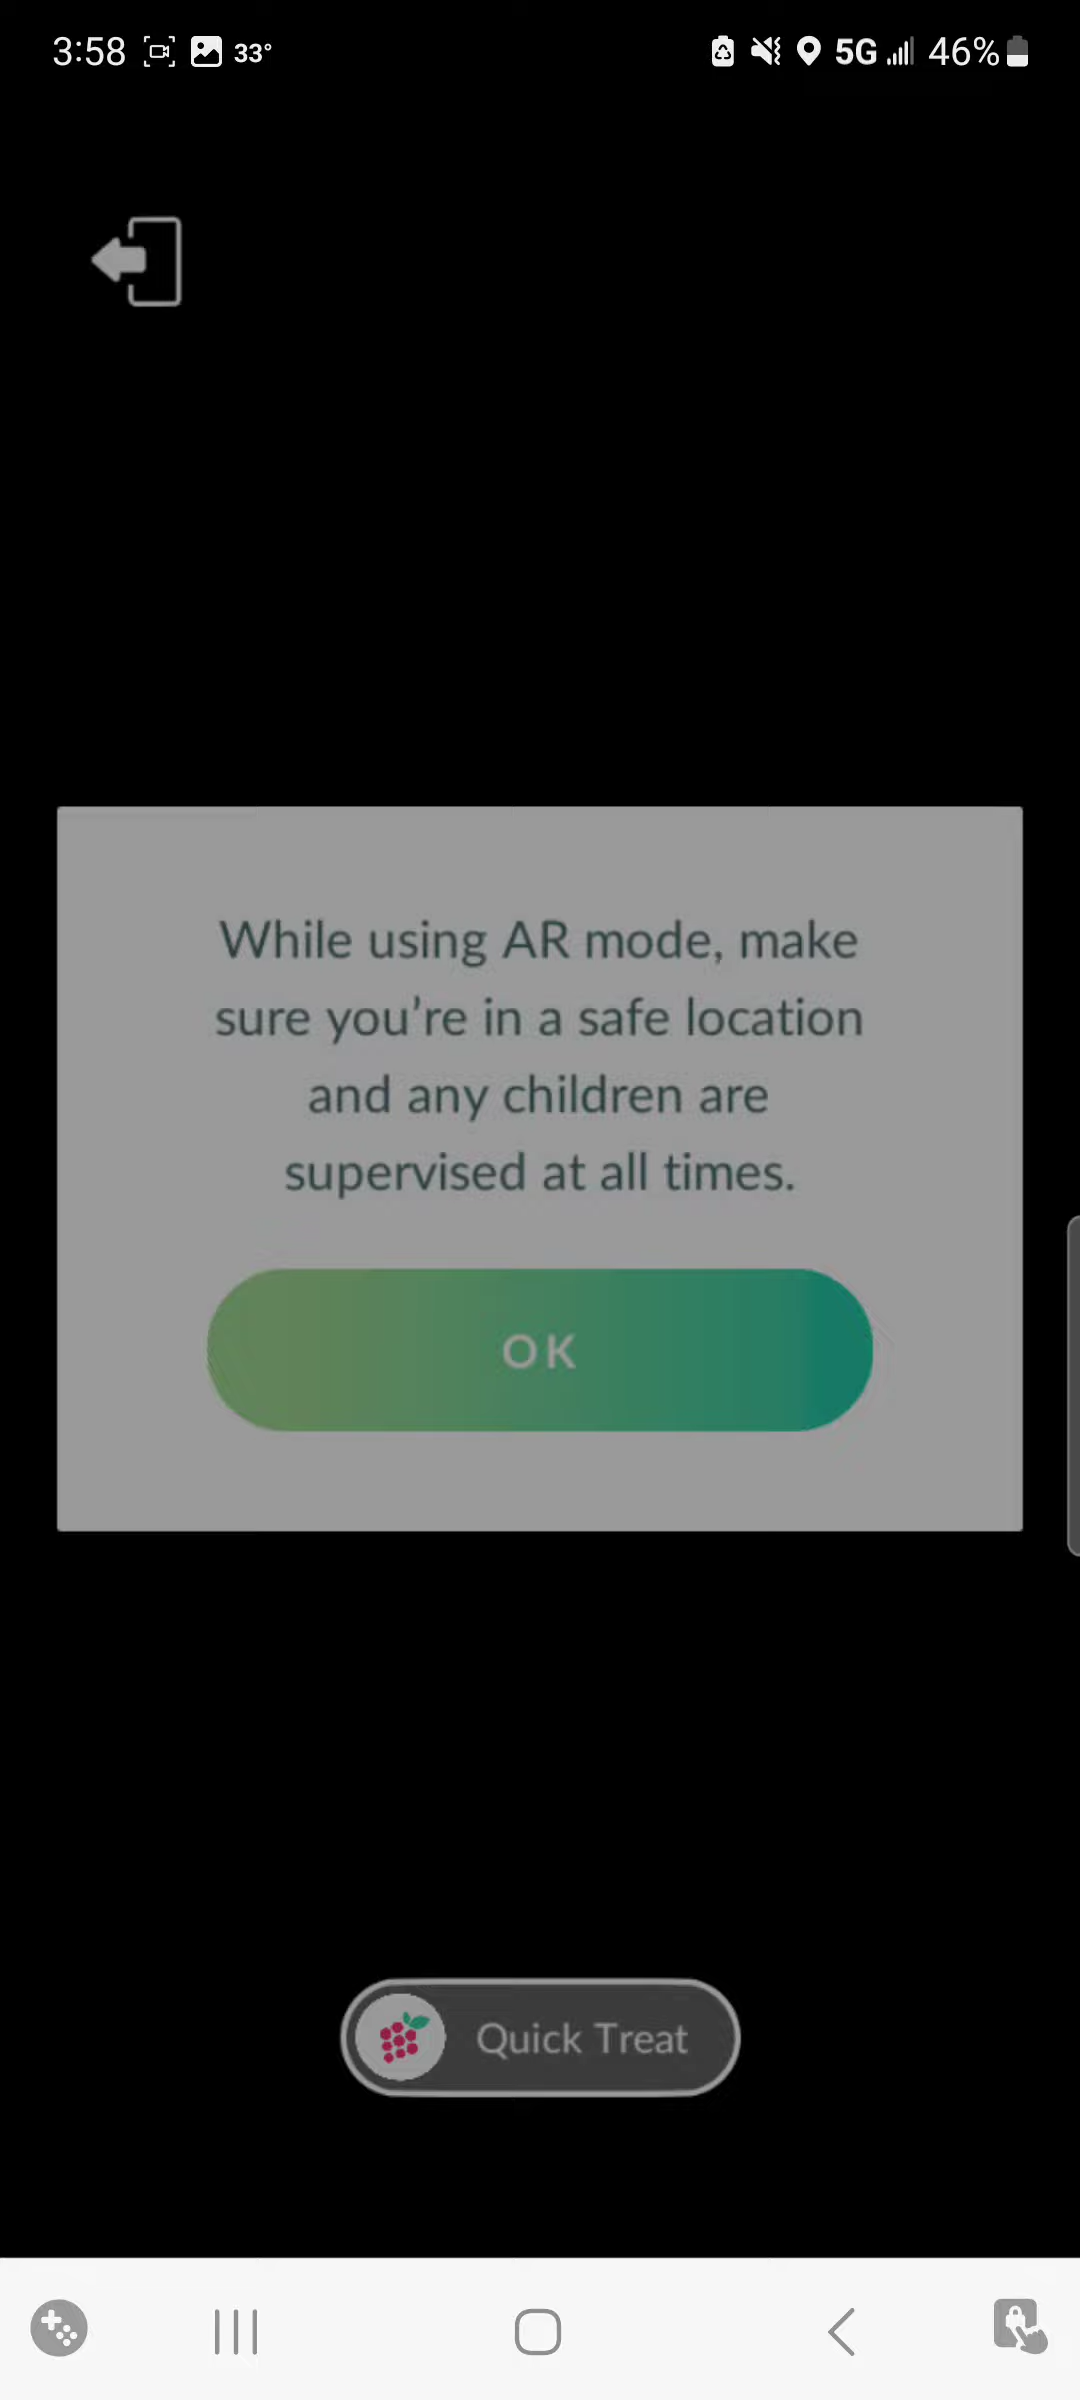 3:58 33° 5G 46%
While using AR mode, make
sure you’re in a safe location
and any children are
supervised at all times.
OK
Quick Treat